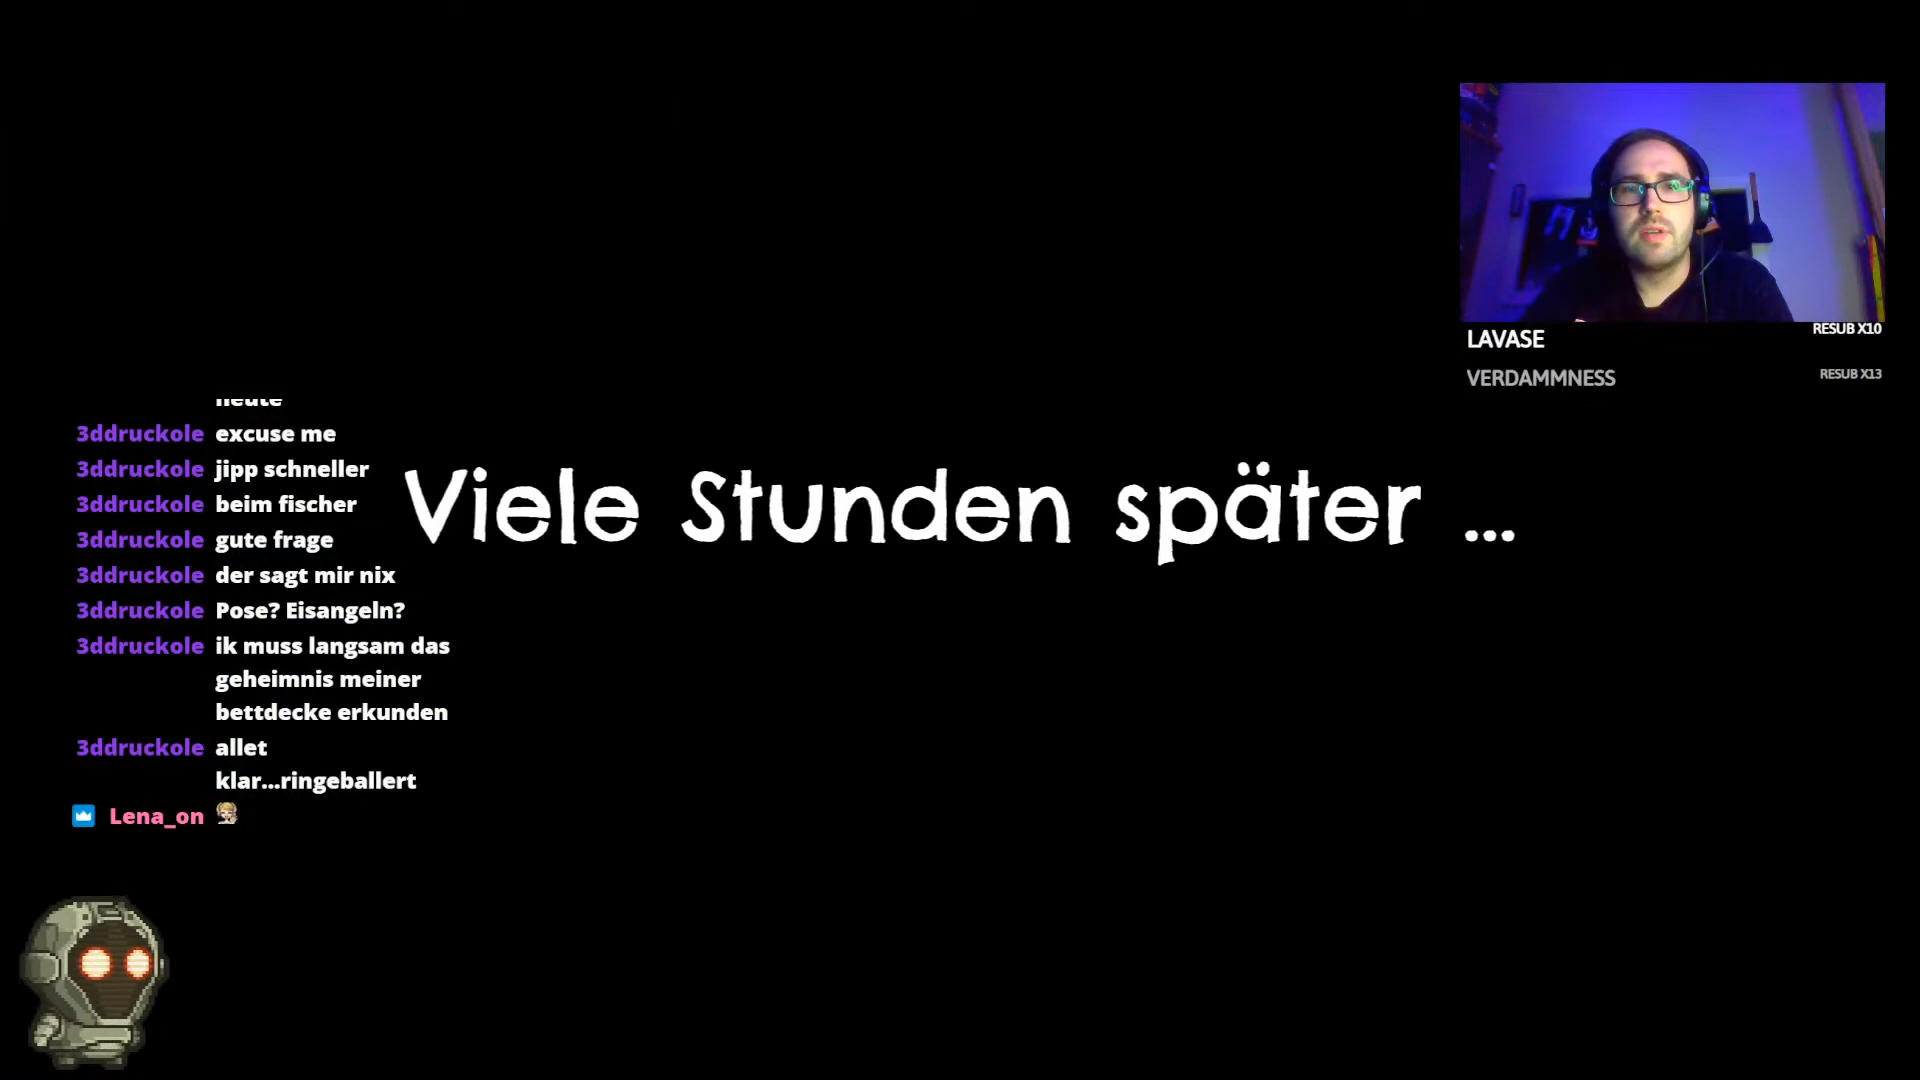 LAVASE RESUB X10
VERDAMMNESS RESUB X13
heute
3ddruckole excuse me
3ddruckole jipp schneller
3ddruckole beim fischer
3ddruckole gute frage
3ddruckole der sagt mir nix
3ddruckole Pose? Eisangeln?
3ddruckole ik muss langsam das
geheimnis meiner
bettdecke erkunden
3ddruckole allet
klar...ringeballert
Lena_on
Viele Stunden später ...